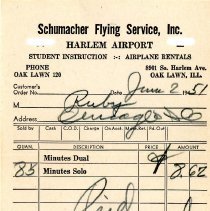 Schumacher Flying Service, Inc.
HARLEM AIRPORT
STUDENT INSTRUCTION :-: AIRPLANE RENTALS
PHONE 8901 So. Harlem Ave.
OAK LAWN 120 OAK LAWN, ILL.
Customer's
Order No. Date June 2 1951
M Ruby
Address
Sold by Cash C.O.D. Charge On Acct. Mdse. Ret. Pd. Out
QUAN. DESCRIPTION PRICE AMOUNT
Minutes Dual
85 Minutes Solo 8.62
Paid